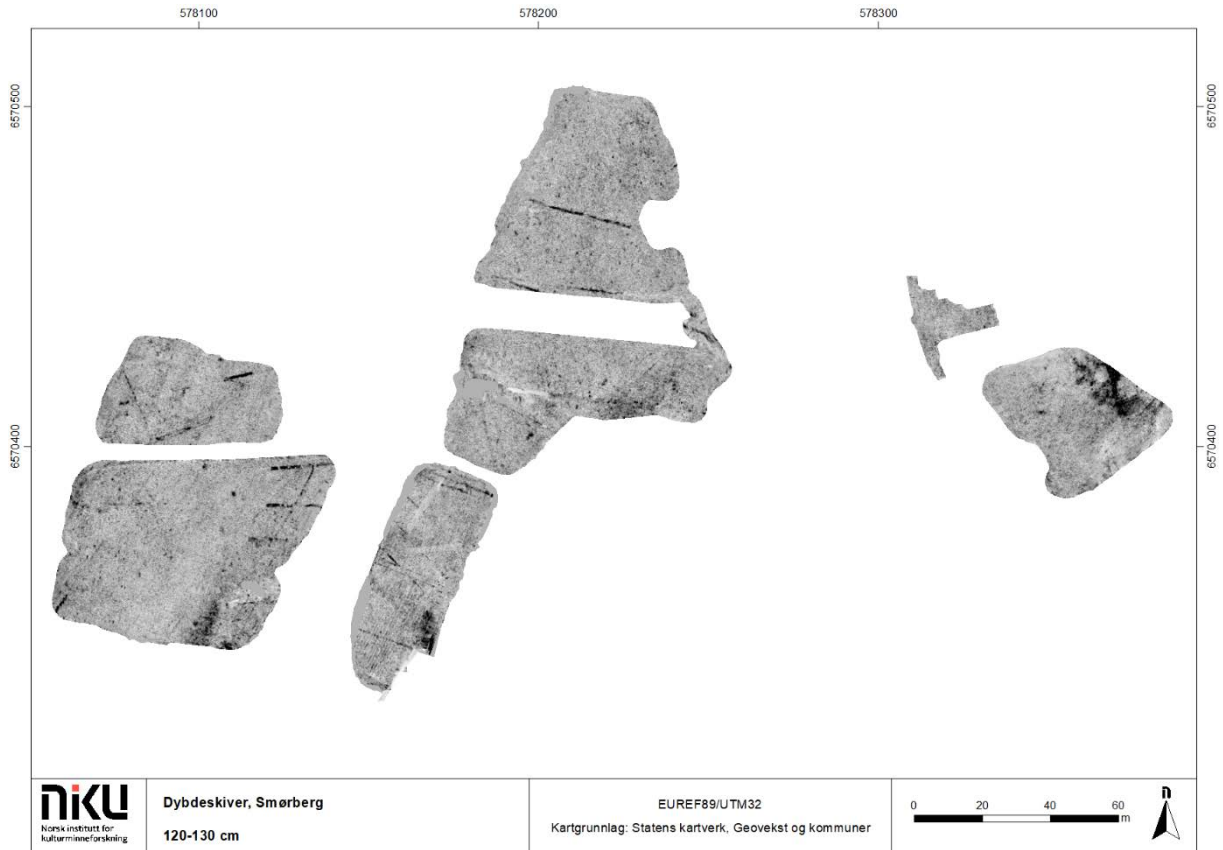 578100
578200
578300
6570500
6570500
6570400
6570400
niKU
Norsk institutt for
kulturminneforskning
Dybdeskiver, Smørberg
120-130 cm
EUREF89/UTM32
Kartgrunnlag: Statens kartverk, Geovekst og kommuner
0 20 40 60
m
n